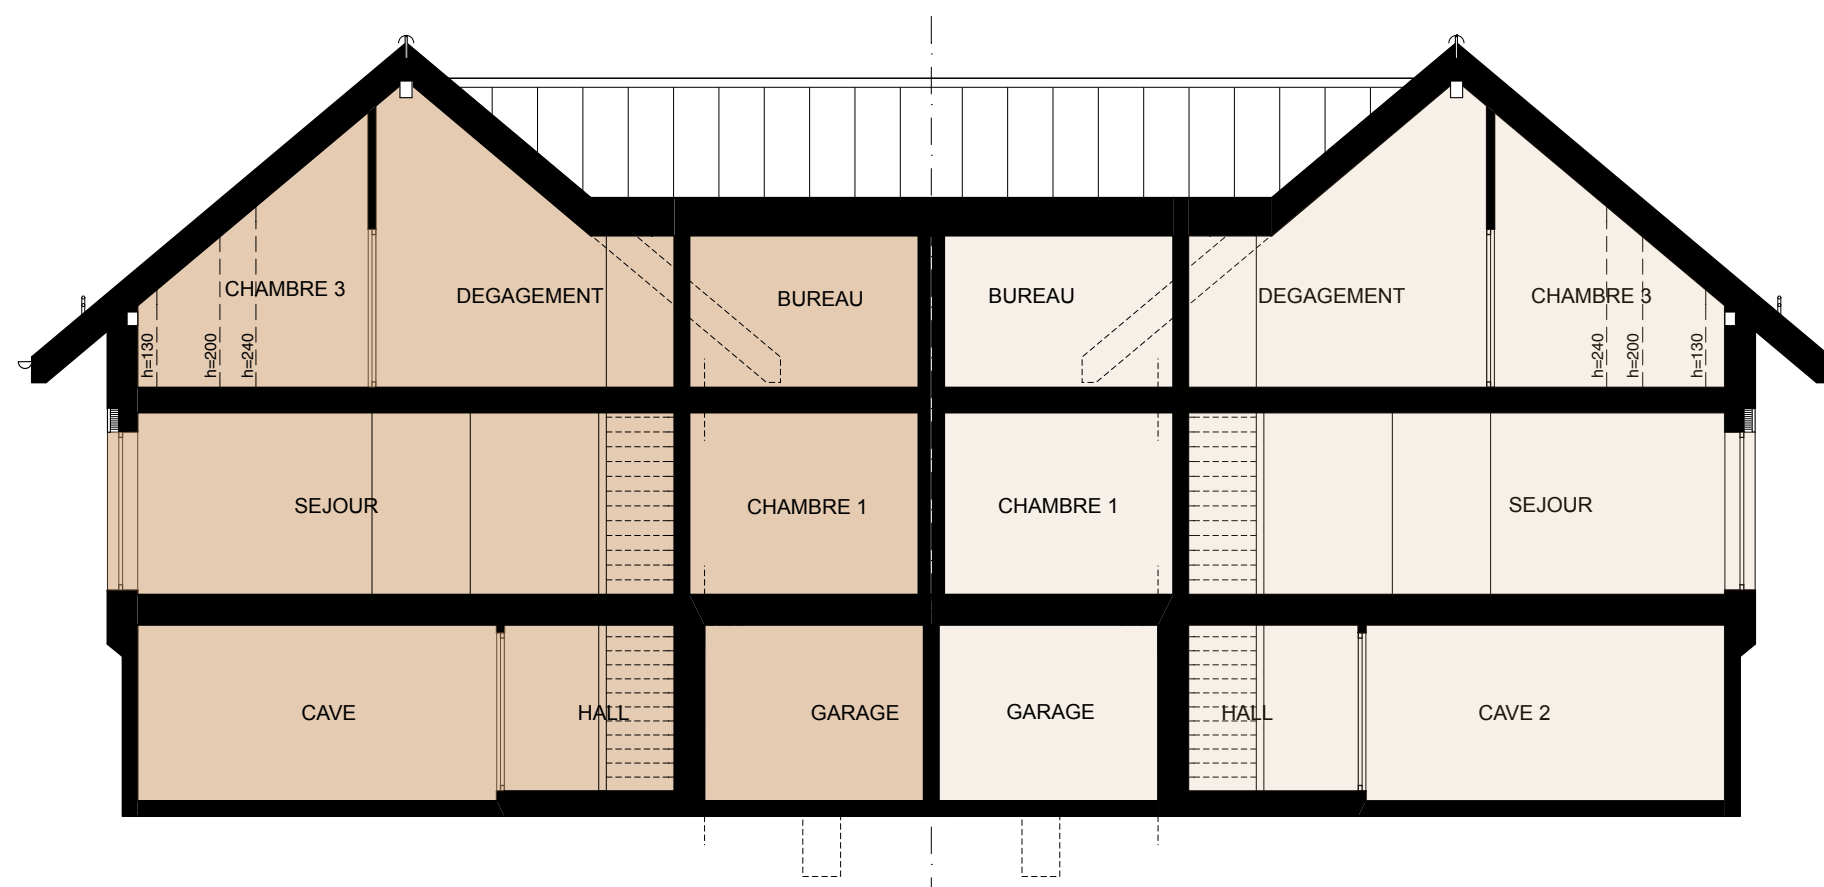 CHAMBRE 3
DEGAGEMENT
BUREAU
BUREAU
DEGAGEMENT
CHAMBRE 3
h=130
h=200
h=240
h=240
h=200
h=130
SEJOUR
CHAMBRE 1
CHAMBRE 1
SEJOUR
CAVE
HALL
GARAGE
GARAGE
HALL
CAVE 2